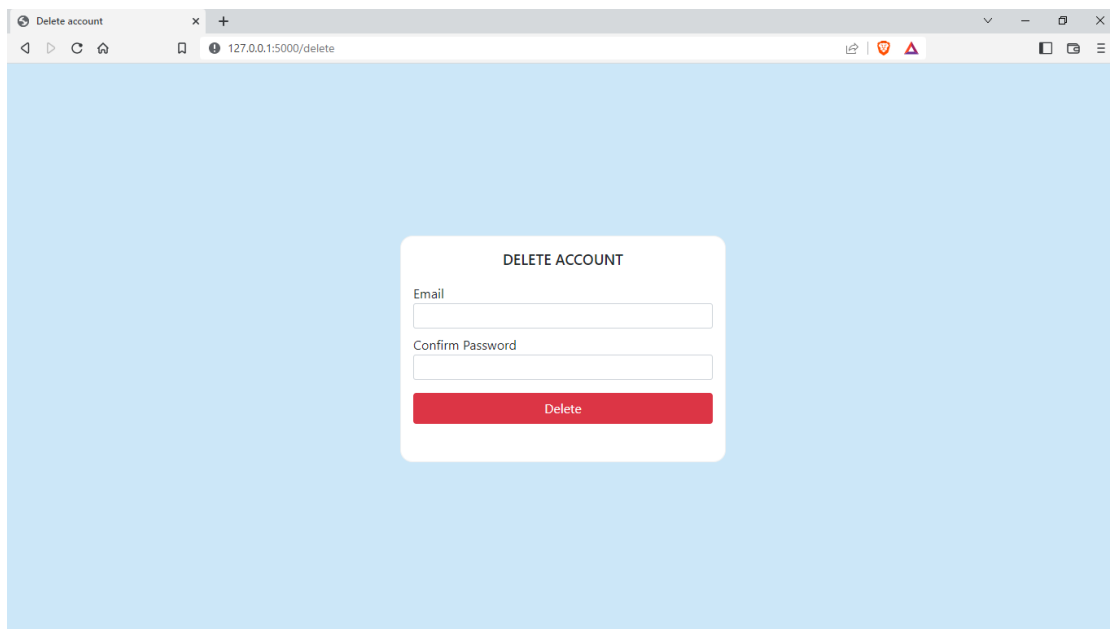 Delete account
127.0.0.1:5000/delete
DELETE ACCOUNT
Email
Confirm Password
Delete